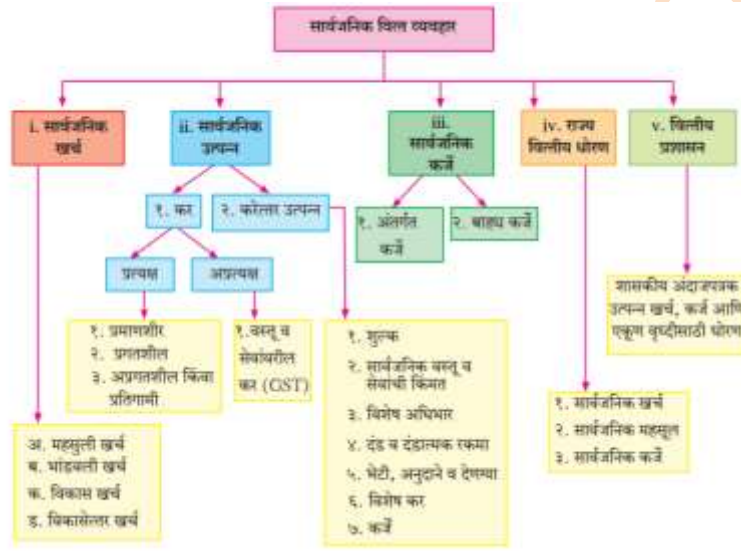 सार्वजनिक वित्त व्यवहार
i. सार्वजनिक
खर्च
ii. सार्वजनिक
उत्पन्न
iii.
सार्वजनिक
कर्जे
iv. राज्य
वित्तीय धोरण
v. वित्तीय
प्रशासन
१. कर
२. करेत्तर उत्पन्न
१. अंतर्गत
कर्जे
२. बाह्य कर्जे
प्रत्यक्ष
अप्रत्यक्ष
शासकीय अंदाजपत्रक
उत्पन्न खर्च, कर्ज आणि
एकूण वृध्दीसाठी धोरण
१. प्रमाणशीर
२. प्रगतशील
३. अप्रगतशील किंवा
प्रतिगामी
१.वस्तू व
सेवांवरील
कर (GST)
१. शुल्क
२. सार्वजनिक वस्तू व
सेवांची किंमत
३. विशेष अधिभार
४. दंड व दंडात्मक रकमा
५. भेटी, अनुदाने व देणग्या
६. विशेष कर
७. कर्जे
१. सार्वजनिक खर्च
२. सार्वजनिक महसूल
३. सार्वजनिक कर्जे
अ. महसुली खर्च
ब. भांडवली खर्च
क. विकास खर्च
ड. विकासेत्तर खर्च